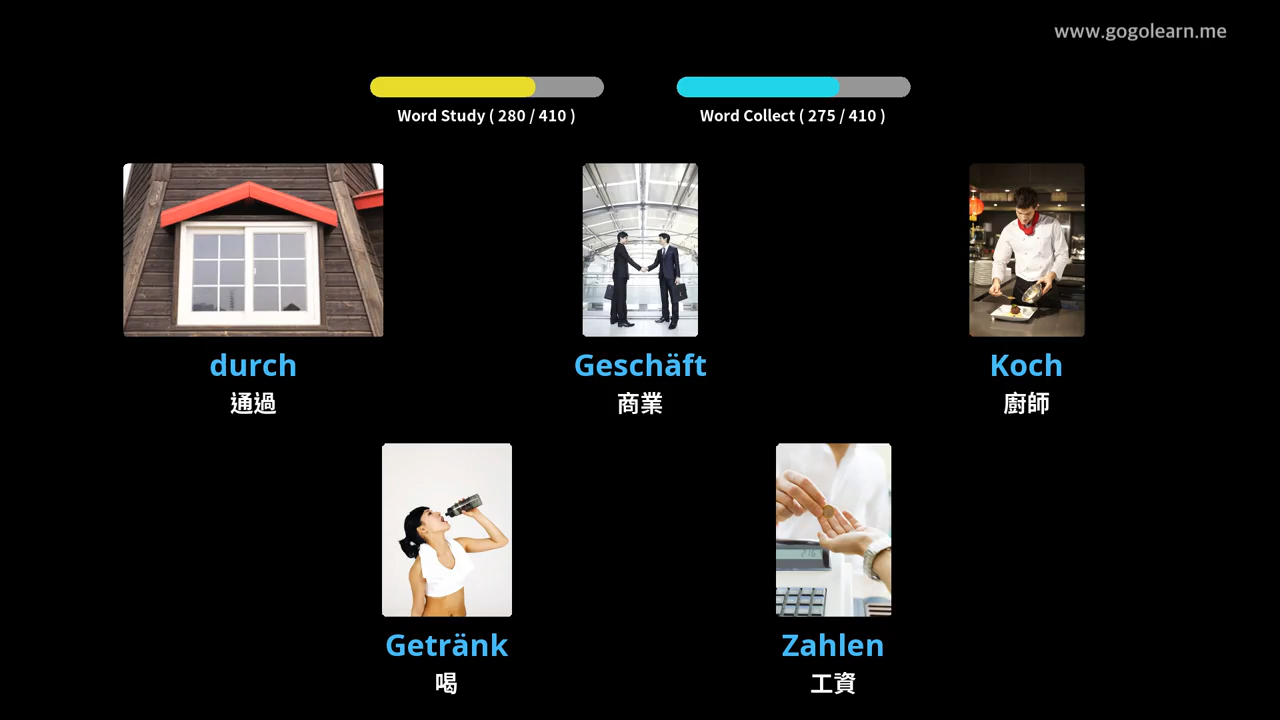 www.gogolearn.me
Word Study ( 280 / 410 )
Word Collect ( 275 / 410 )
durch
通過
Geschäft
商業
Koch
廚師
Getränk
喝
Zahlen
工資